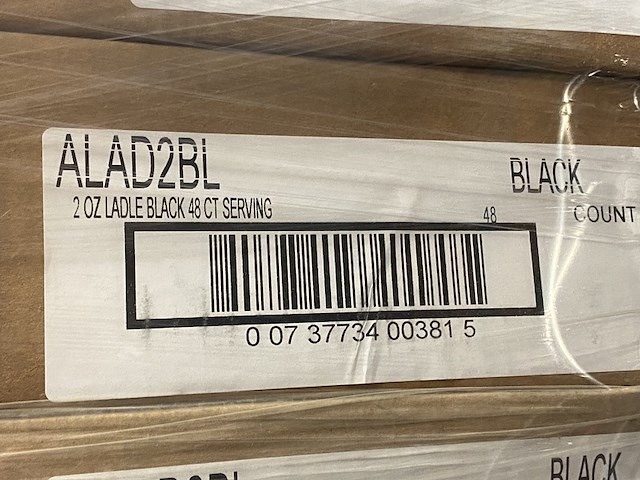 ALAD2BL BLACK
2 OZ LADLE BLACK 48 CT SERVING 48 COUNT
0 07 37734 00381 5
BLACK